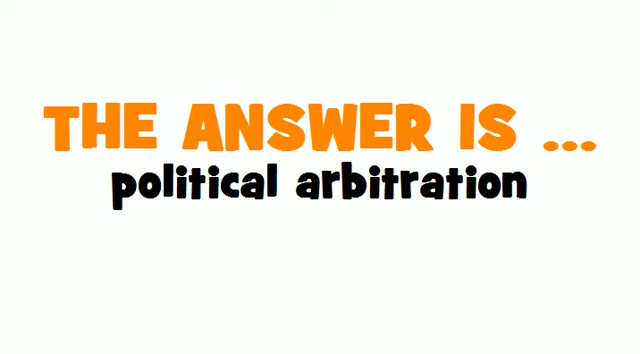 THE ANSWER IS ...
political arbitration